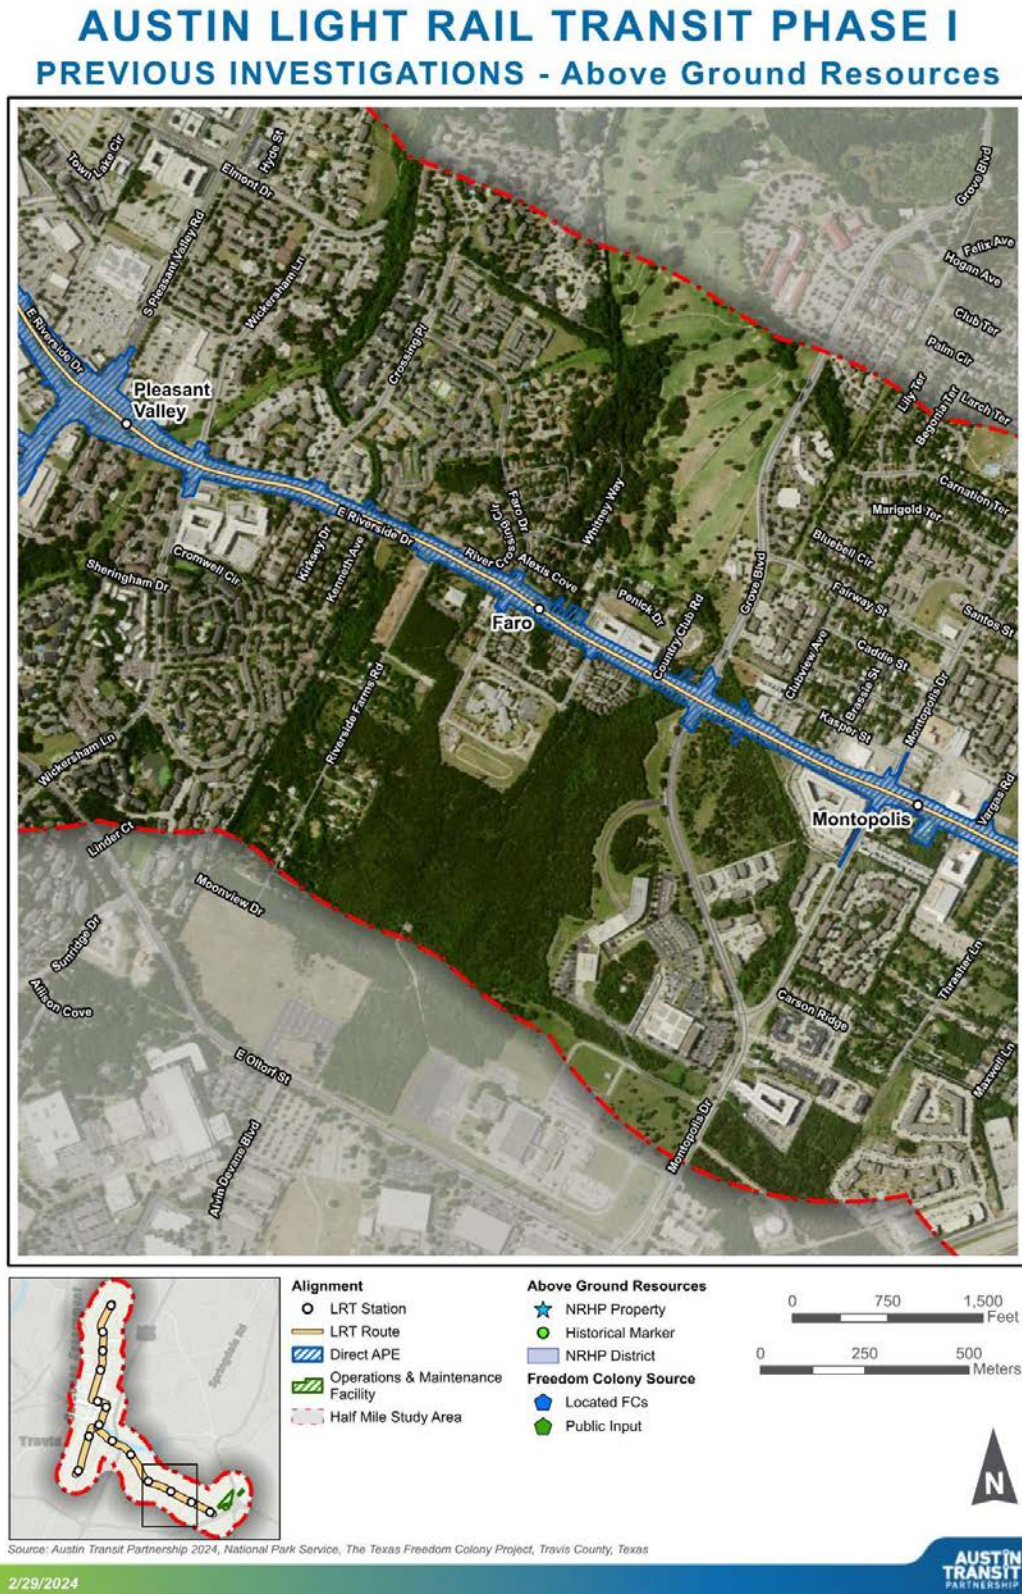 AUSTIN LIGHT RAIL TRANSIT PHASE I
PREVIOUS INVESTIGATIONS - Above Ground Resources
Town Lake Cir
Hyde St
Elmont Dr
Grove Blvd
Felix Ave
Hogan Ave
S Pleasant Valley Rd
Wickersham Ln
Club Ter
E Riverside Dr
Crossing Pl
Palm Cir
Pleasant
Valley
Lily Ter
Begonia Ter
Larch Ter
Carnation Ter
Marigold Ter
Faro Dr
Whitney Way
E Riverside Dr
River Crossing Cir
Bluebell Cir
Kirksey Dr
Kenneth Ave
Cromwell Cir
Sheringham Dr
Alexis Cove
Grove Blvd
Penick Dr
Fairway St
Santos St
Faro
Country Club Rd
Clubview Ave
Caddie St
Brassie St
Riverside Farms Rd
Montopolis Dr
Kasper St
Wickersham Ln
Vargas Rd
Montopolis
Linder Ct
Moonview Dr
Sunridge Dr
Allison Cove
Thrasher Ln
Carson Ridge
E Oltorf St
Maxwell Ln
Montopolis Dr
Alvin Devane Blvd
Springdale Rd
Travis
Alignment
LRT Station
LRT Route
Direct APE
Operations & Maintenance
Facility
Half Mile Study Area
Above Ground Resources
NRHP Property
Historical Marker
NRHP District
Freedom Colony Source
Located FCs
Public Input
0 750 1,500
Feet
0 250 500
Meters
N
Source: Austin Transit Partnership 2024, National Park Service, The Texas Freedom Colony Project, Travis County, Texas
2/29/2024
AUSTIN
TRANSIT
PARTNERSHIP